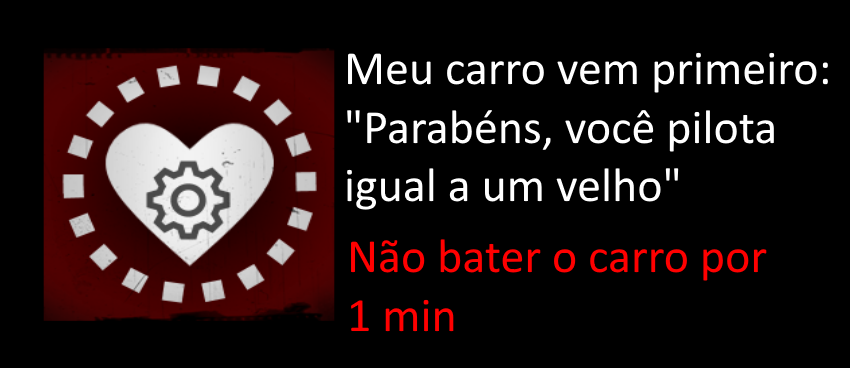 Meu carro vem primeiro:
"Parabéns, você pilota
igual a um velho"
Não bater o carro por
1 min